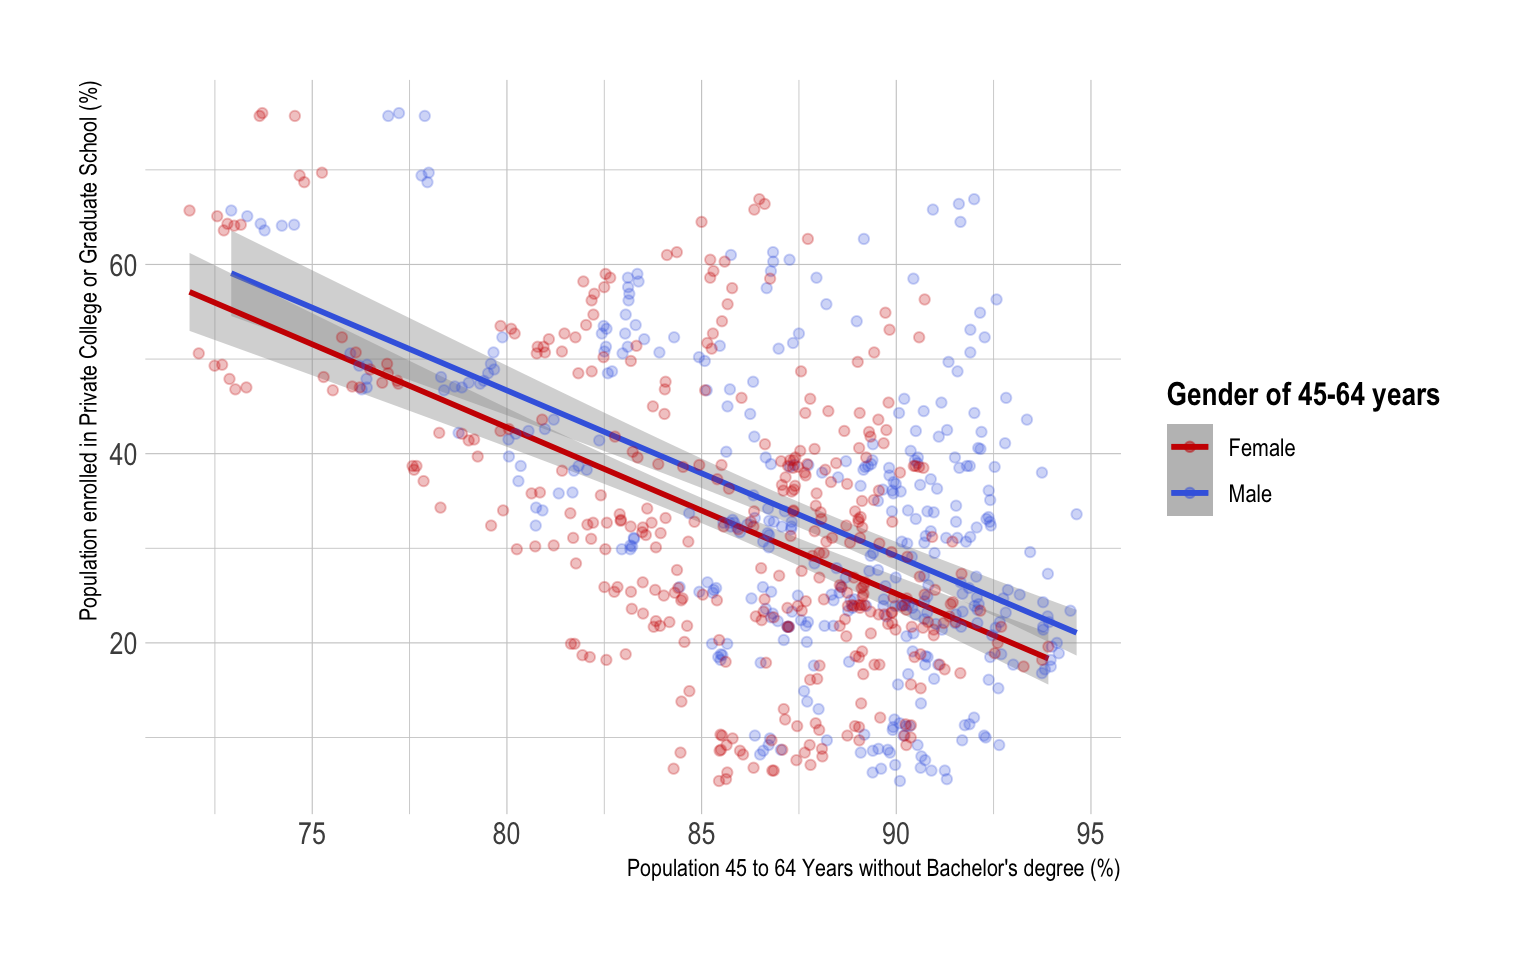 Population enrolled in Private College or Graduate School (%)
60
40
20
75 80 85 90 95
Population 45 to 64 Years without Bachelor's degree (%)
Gender of 45-64 years
Female
Male